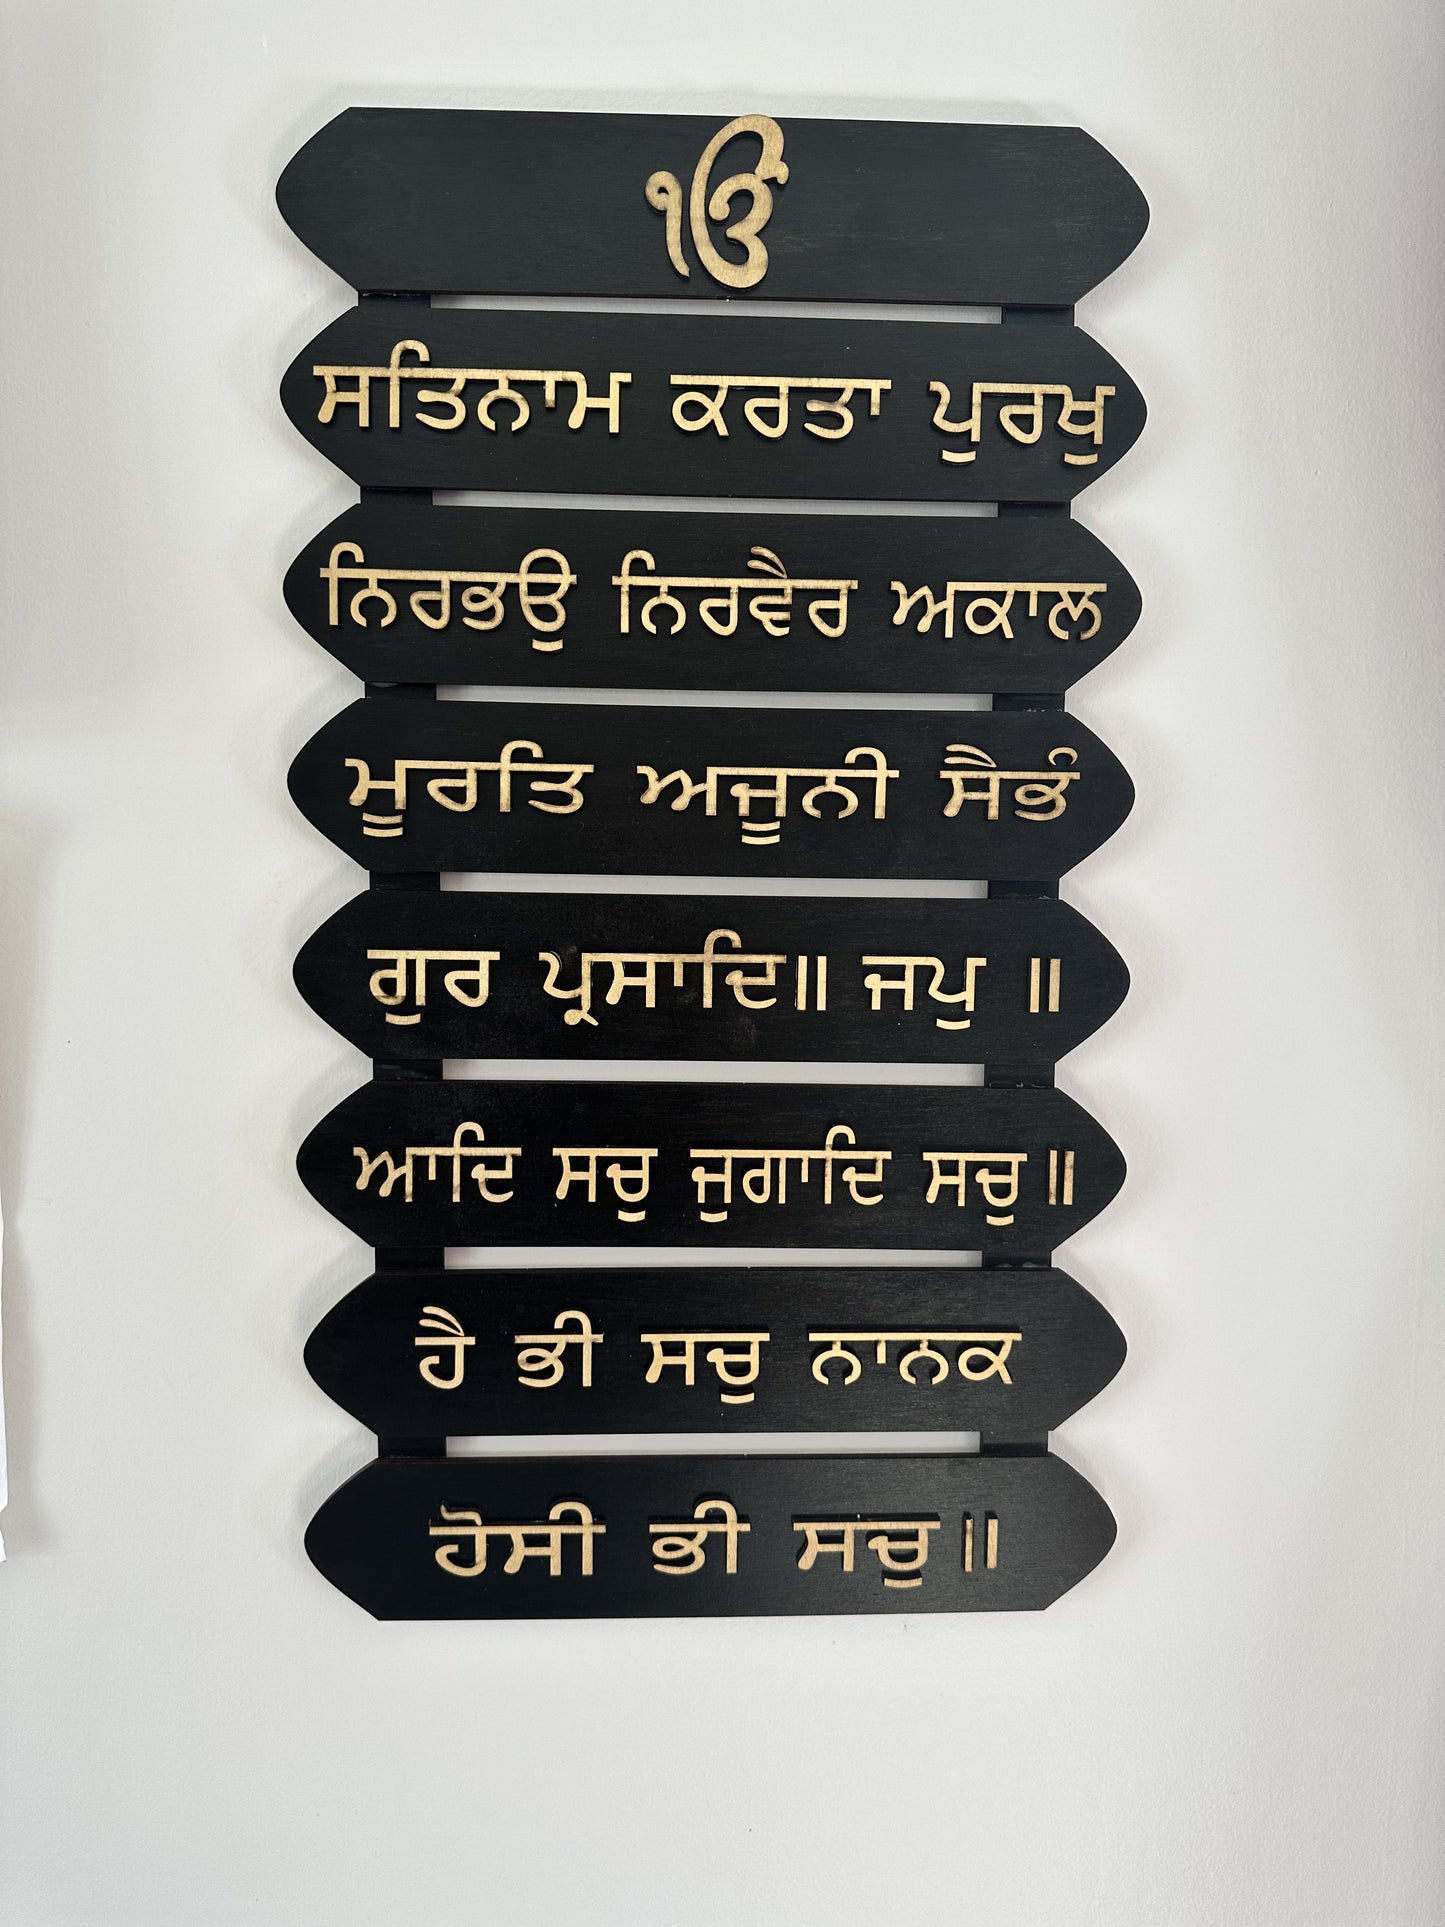 ੴ
ਸਤਿਨਾਮ ਕਰਤਾ ਪੁਰਖੁ
ਨਿਰਭਉ ਨਿਰਵੈਰ ਅਕਾਲ
ਮੂਰਤਿ ਅਜੂਨੀ ਸੈਭੰ
ਗੁਰ ਪ੍ਰਸਾਦਿ॥ ਜਪੁ ॥
ਆਦਿ ਸਚੁ ਜੁਗਾਦਿ ਸਚੁ॥
ਹੈ ਭੀ ਸਚੁ ਨਾਨਕ
ਹੋਸੀ ਭੀ ਸਚੁ॥